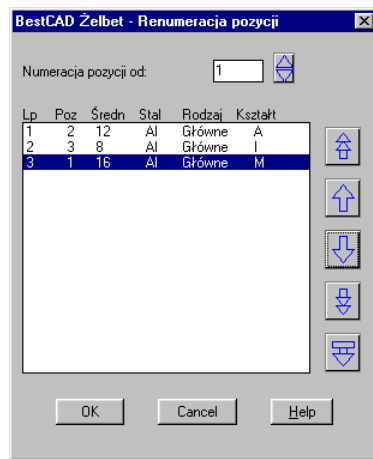 BestCAD Żelbet - Renumeracja pozycji
Numeracja pozycji od: 1
Lp Poz Średn Stal Rodzaj Kształt
1 2 12 AI Główne A
2 3 8 AI Główne I
3 1 16 AI Główne M
OK Cancel Help